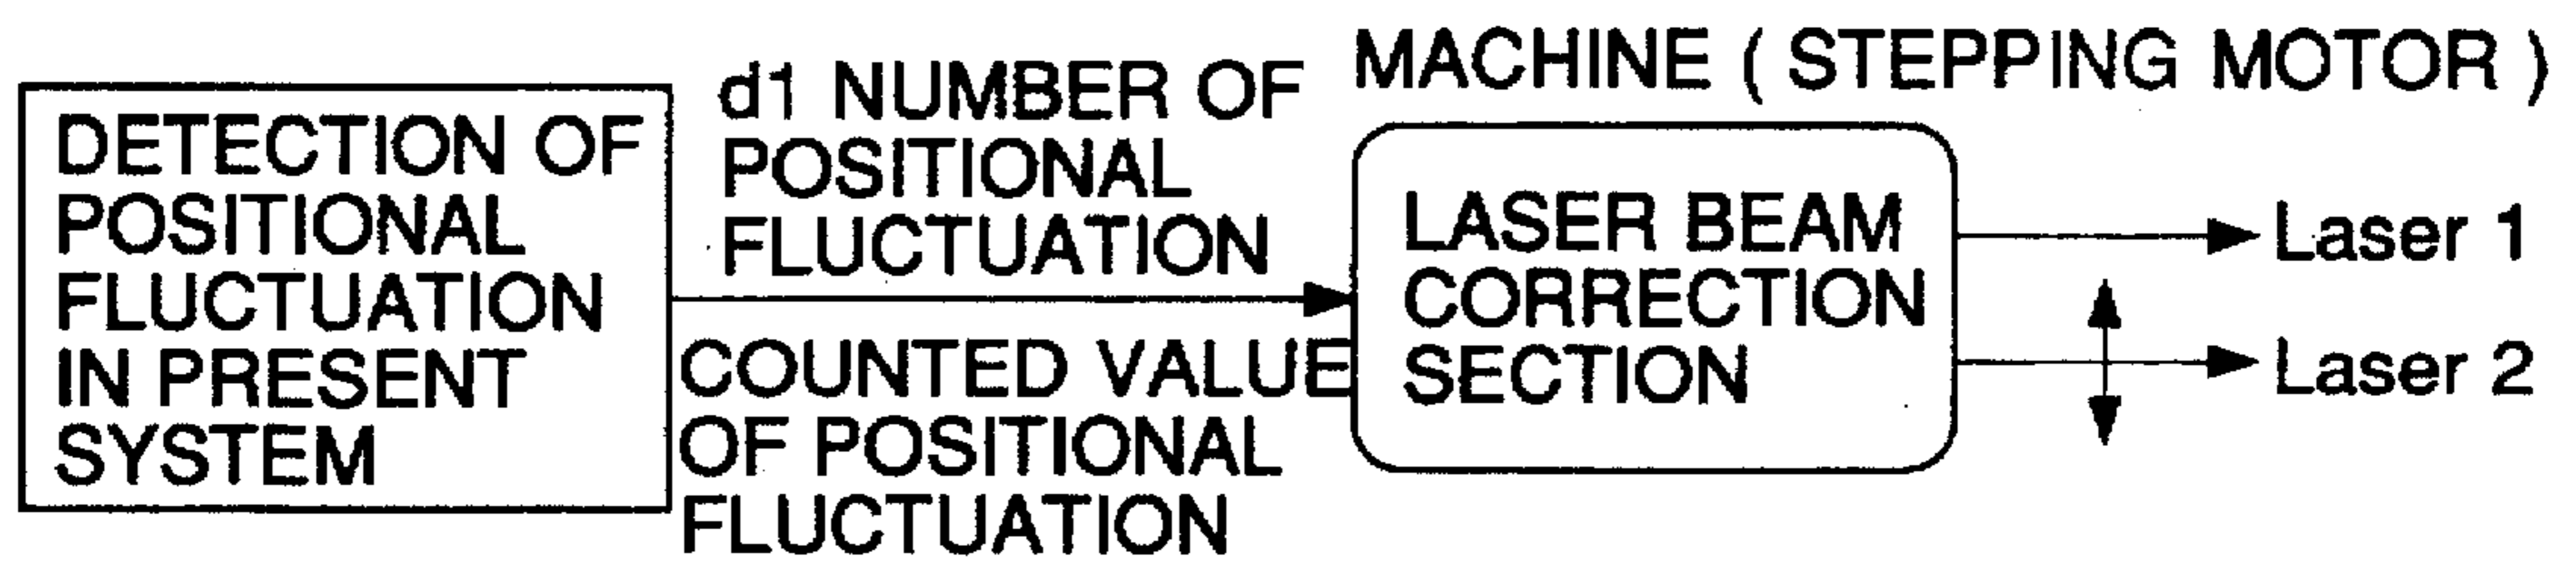 DETECTION OF
POSITIONAL
FLUCTUATION
IN PRESENT
SYSTEM
d1 NUMBER OF
POSITIONAL
FLUCTUATION
COUNTED VALUE
OF POSITIONAL
FLUCTUATION
MACHINE ( STEPPING MOTOR )
LASER BEAM
CORRECTION
SECTION
Laser 1
Laser 2